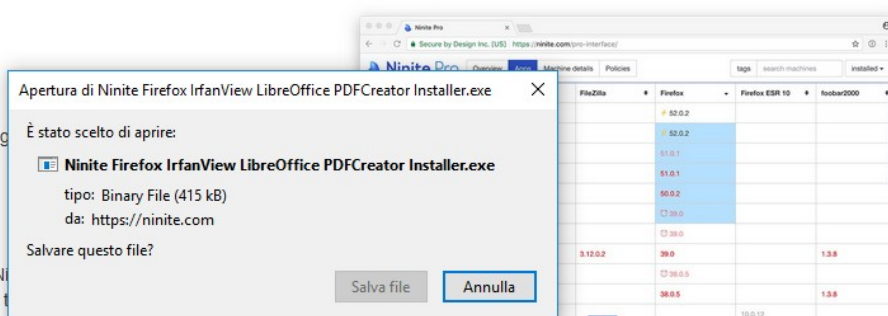 Ninite Pro
Secure by Design Inc. [US] https://ninite.com/pro-interface/
Ninite Pro Overview Apps Machine details Policies tags search machines installed
FileZilla Firefox Firefox ESR 10 foobar2000
52.0.2
52.0.2
51.0.1
51.0.1
50.0.2
39.0
38.0
3.12.0.2 39.0 1.3.8
38.0.5
38.0.5 1.3.8
10.0.12
Apertura di Ninite Firefox IrfanView LibreOffice PDFCreator Installer.exe
È stato scelto di aprire:
Ninite Firefox IrfanView LibreOffice PDFCreator Installer.exe
tipo: Binary File (415 kB)
da: https://ninite.com
Salvare questo file?
Salva file Annulla